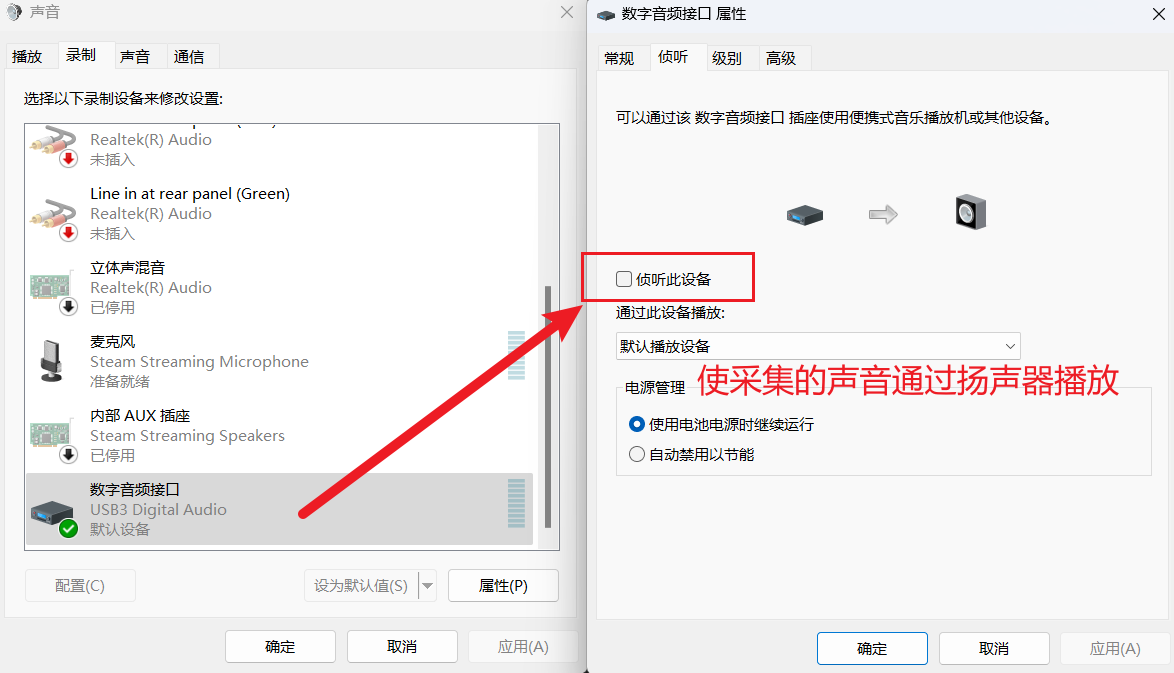 声音
播放
录制
声音
通信
选择以下录制设备来修改设置:
Realtek(R) Audio
未插入
Line in at rear panel (Green)
Realtek(R) Audio
未插入
立体声混音
Realtek(R) Audio
已停用
麦克风
Steam Streaming Microphone
准备就绪
内部 AUX 插座
Steam Streaming Speakers
已停用
数字音频接口
USB3 Digital Audio
默认设备
配置(C)
设为默认值(S)
属性(P)
确定
取消
应用(A)
数字音频接口 属性
常规
侦听
级别
高级
可以通过该 数字音频接口 插座使用便携式音乐播放机或其他设备。
侦听此设备
通过此设备播放:
默认播放设备
使采集的声音通过扬声器播放
电源管理
使用电池电源时继续运行
自动禁用以节能
确定
取消
应用(A)